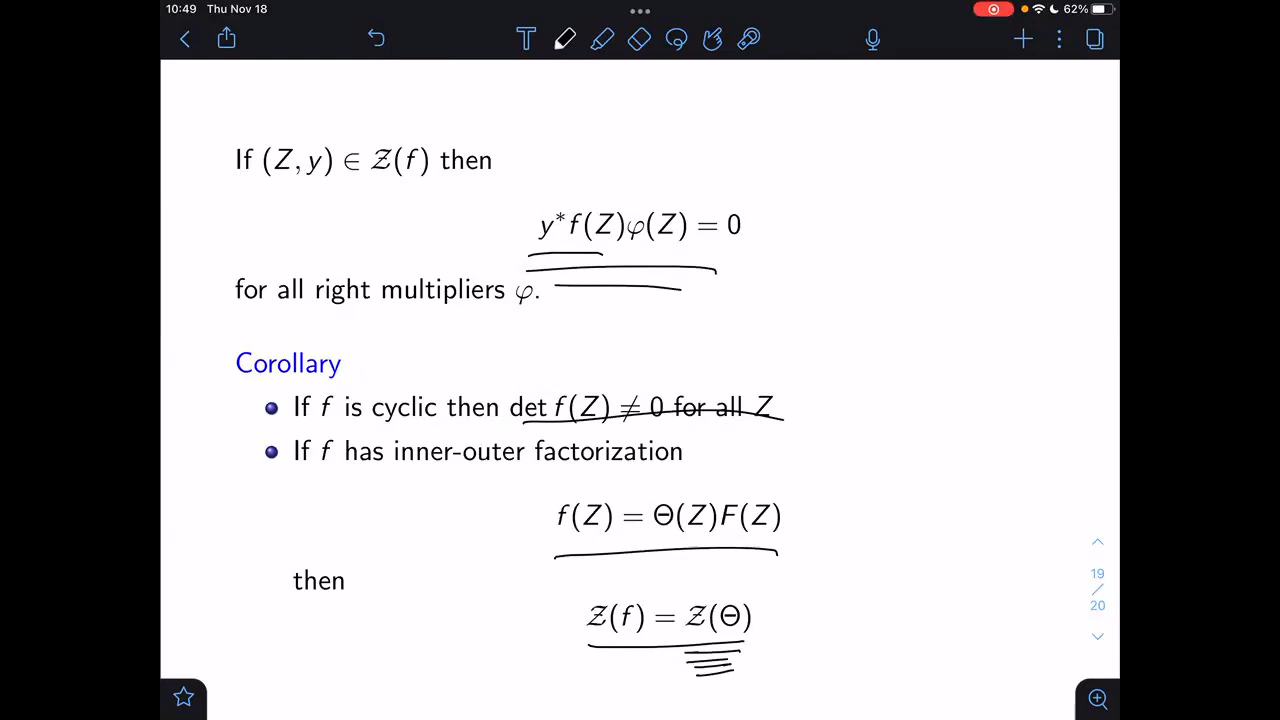 10:49 Thu Nov 18
62%
If (Z, y) ∈ 𝒵(f) then
y*f(Z)φ(Z) = 0
for all right multipliers φ.
Corollary
If f is cyclic then det f(Z) ≠ 0 for all Z
If f has inner-outer factorization
f(Z) = Θ(Z)F(Z)
then
𝒵(f) = 𝒵(Θ)
19
/
20